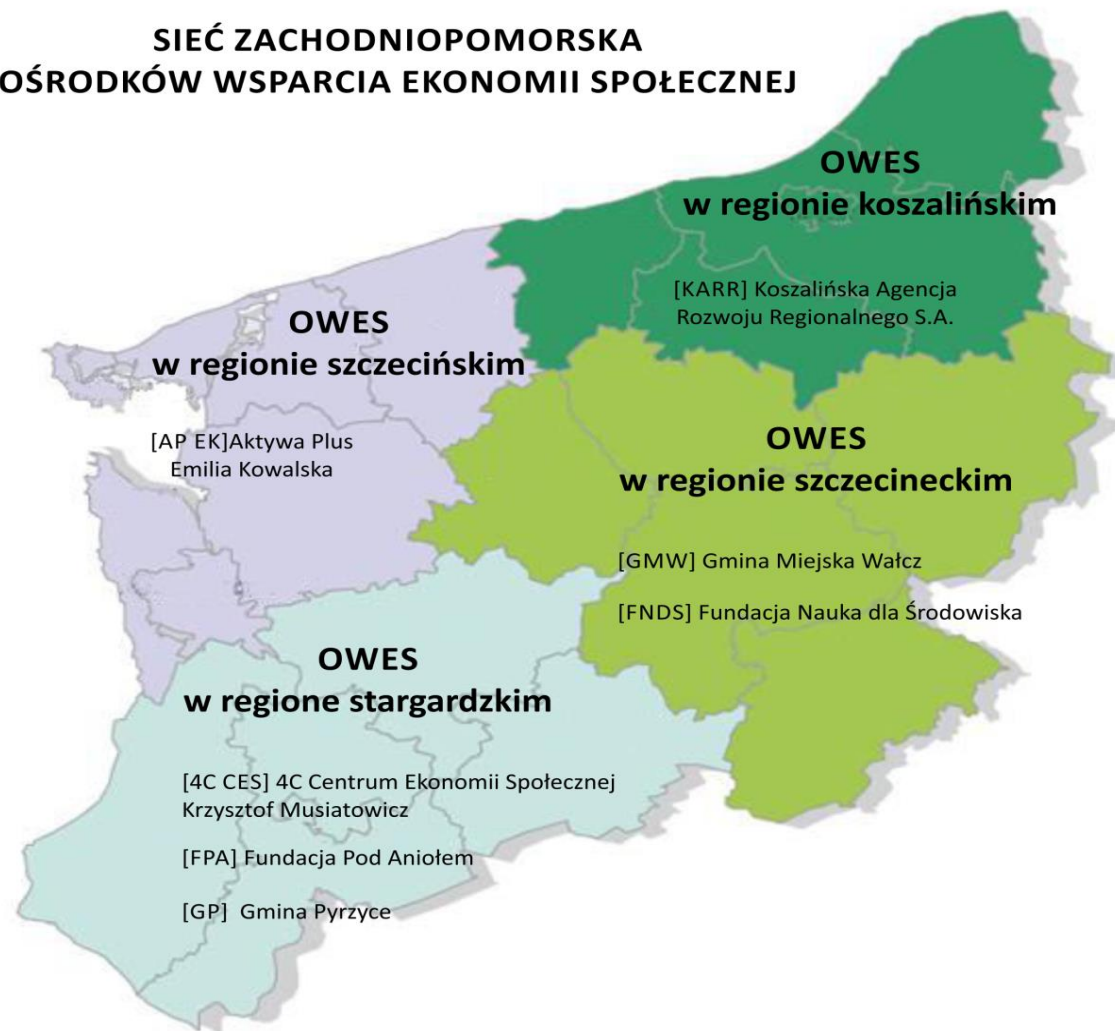 SIEĆ ZACHODNIOPOMORSKA
OŚRODKÓW WSPARCIA EKONOMII SPOŁECZNEJ
OWES
w regionie koszalińskim
[KARR] Koszalińska Agencja
Rozwoju Regionalnego S.A.
OWES
w regionie szczecińskim
[AP EK]Aktywa Plus
Emilia Kowalska
OWES
w regionie szczecineckim
[GMW] Gmina Miejska Wałcz
[FNDS] Fundacja Nauka dla Środowiska
OWES
w regione stargardzkim
[4C CES] 4C Centrum Ekonomii Społecznej
Krzysztof Musiatowicz
[FPA] Fundacja Pod Aniołem
[GP] Gmina Pyrzyce